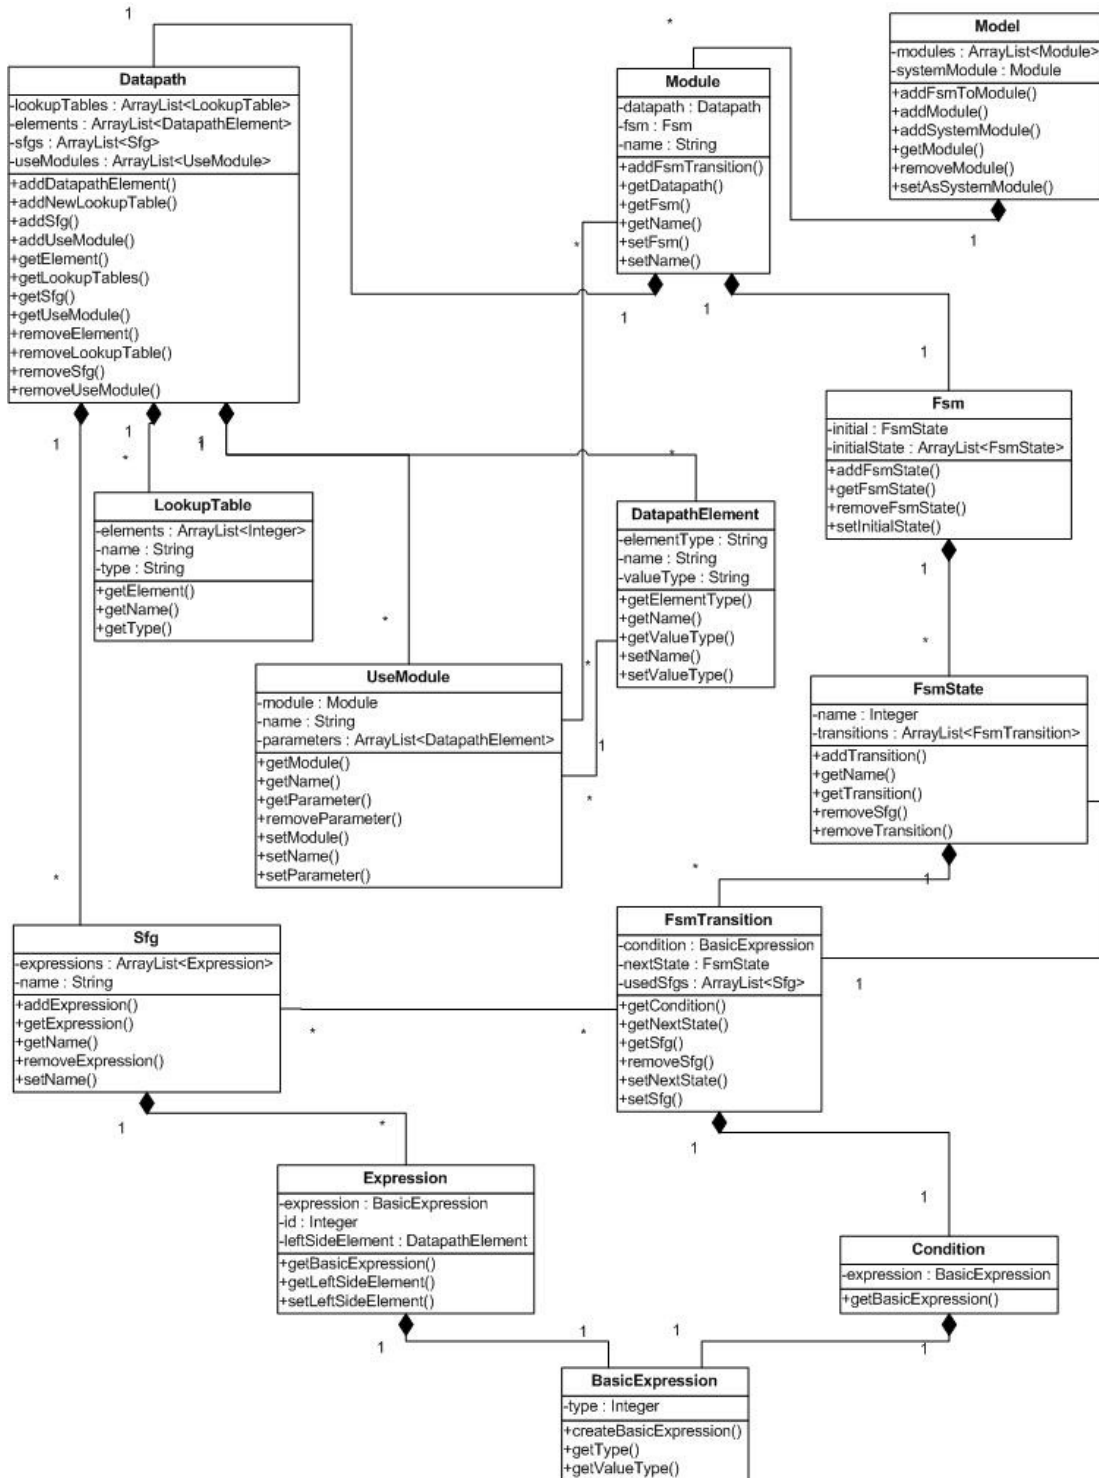 1
*
Model
-modules : ArrayList<Module>
-systemModule : Module
+addFsmToModule()
+addModule()
+addSystemModule()
+getModule()
+removeModule()
+setAsSystemModule()
1
Datapath
-lookupTables : ArrayList<LookupTable>
-elements : ArrayList<DatapathElement>
-sfgs : ArrayList<Sfg>
-useModules : ArrayList<UseModule>
+addDatapathElement()
+addNewLookupTable()
+addSfg()
+addUseModule()
+getElement()
+getLookupTables()
+getSfg()
+getUseModule()
+removeElement()
+removeLookupTable()
+removeSfg()
+removeUseModule()
1
1
1
1
Module
-datapath : Datapath
-fsm : Fsm
-name : String
+addFsmTransition()
+getDatapath()
+getFsm()
+getName()
+setFsm()
+setName()
*
1
1
1
Fsm
-initial : FsmState
-initialState : ArrayList<FsmState>
+addFsmState()
+getFsmState()
+removeFsmState()
+setInitialState()
1
*
*
LookupTable
-elements : ArrayList<Integer>
-name : String
-type : String
+getElement()
+getName()
+getType()
*
DatapathElement
-elementType : String
-name : String
-valueType : String
+getElementType()
+getName()
+getValueType()
+setName()
+setValueType()
*
*
1
*
UseModule
-module : Module
-name : String
-parameters : ArrayList<DatapathElement>
+getModule()
+getName()
+getParameter()
+removeParameter()
+setModule()
+setName()
+setParameter()
FsmState
-name : Integer
-transitions : ArrayList<FsmTransition>
+addTransition()
+getName()
+getTransition()
+removeSfg()
+removeTransition()
*
1
*
Sfg
-expressions : ArrayList<Expression>
-name : String
+addExpression()
+getExpression()
+getName()
+removeExpression()
+setName()
*
*
FsmTransition
-condition : BasicExpression
-nextState : FsmState
-usedSfgs : ArrayList<Sfg>
+getCondition()
+getNextState()
+getSfg()
+removeSfg()
+setNextState()
+setSfg()
1
1
*
1
1
Expression
-expression : BasicExpression
-id : Integer
-leftSideElement : DatapathElement
+getBasicExpression()
+getLeftSideElement()
+setLeftSideElement()
Condition
-expression : BasicExpression
+getBasicExpression()
1
1
1
1
BasicExpression
-type : Integer
+createBasicExpression()
+getType()
+getValueType()